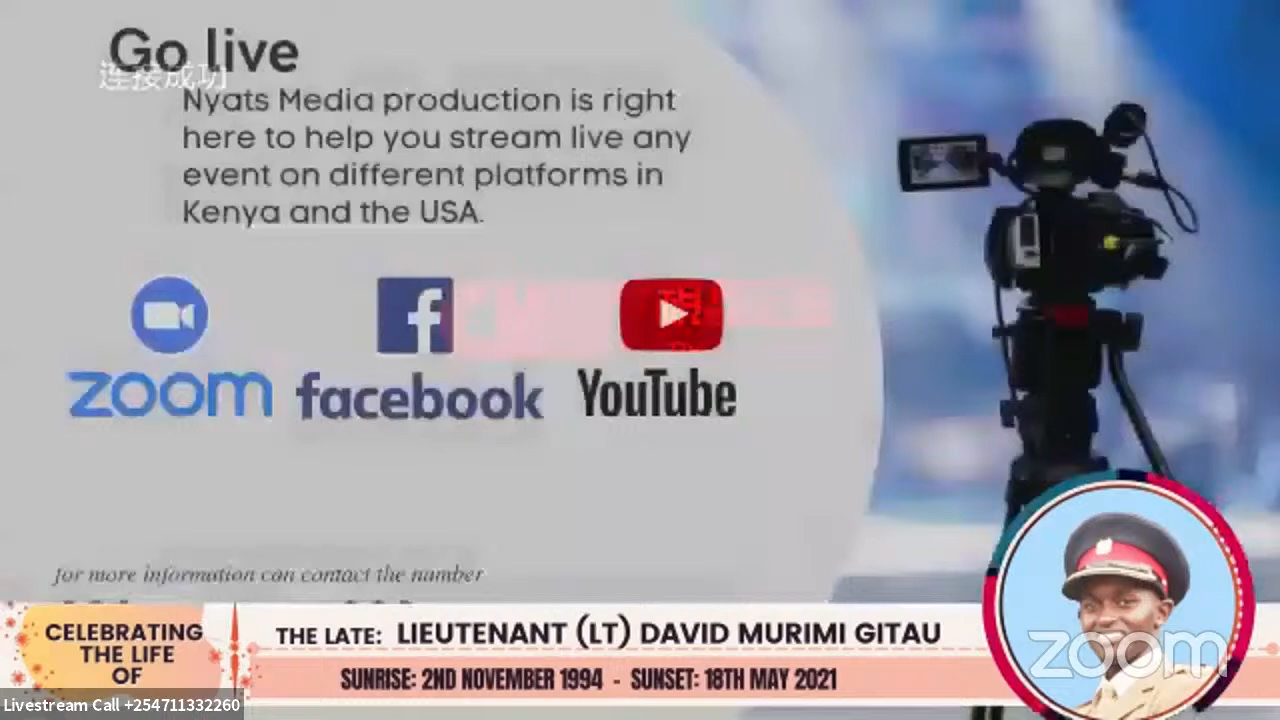 Go live
连接成功
Nyats Media production is right
here to help you stream live any
event on different platforms in
Kenya and the USA.
zoom
facebook
YouTube
for more information can contact the number
CELEBRATING
THE LIFE
OF
THE LATE: LIEUTENANT (LT) DAVID MURIMI GITAU
SUNRISE: 2ND NOVEMBER 1994 - SUNSET: 18TH MAY 2021
zoom
Livestream Call +254711332260